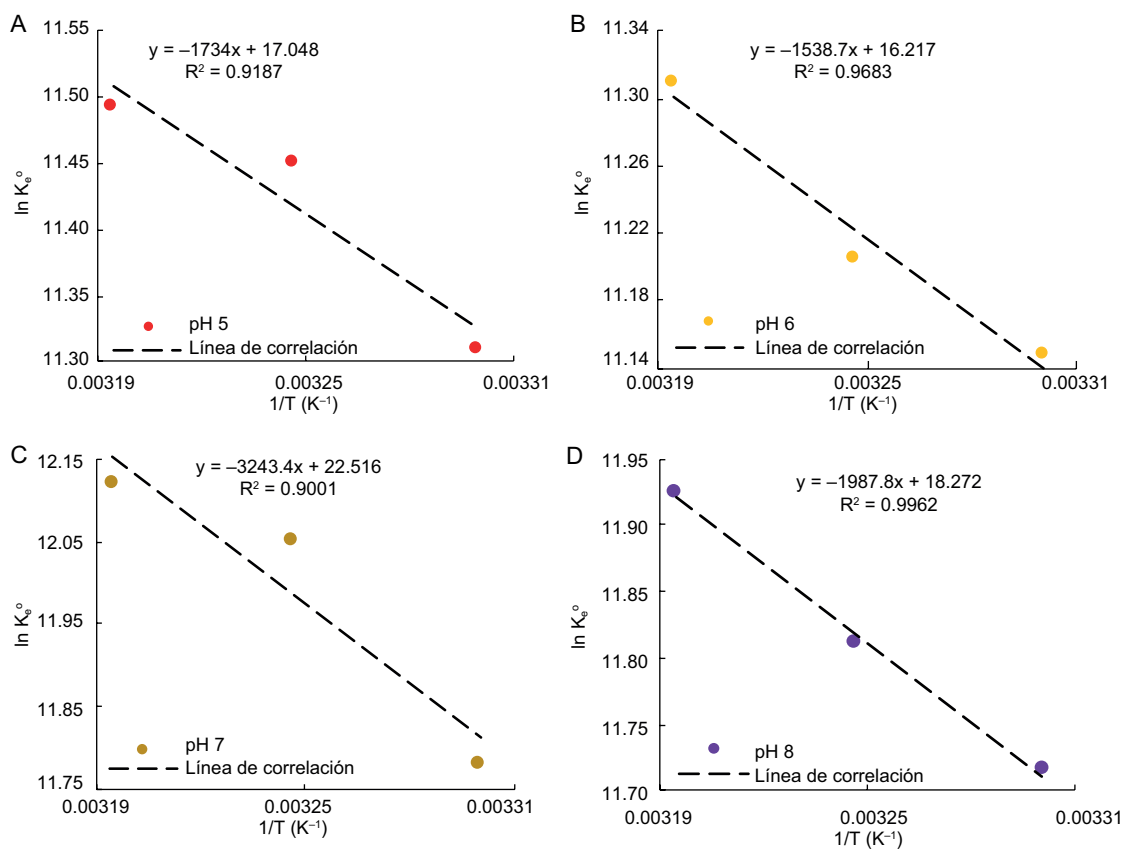 A
y = –1734x + 17.048
R² = 0.9187
11.55
11.50
11.45
11.40
11.35
11.30
ln Kₑ°
pH 5
Línea de correlación
0.00319
0.00325
0.00331
1/T (K⁻¹)
B
y = –1538.7x + 16.217
R² = 0.9683
11.34
11.30
11.26
11.22
11.18
11.14
ln Kₑ°
pH 6
Línea de correlación
0.00319
0.00325
0.00331
1/T (K⁻¹)
C
y = –3243.4x + 22.516
R² = 0.9001
12.15
12.05
11.95
11.85
11.75
ln Kₑ°
pH 7
Línea de correlación
0.00319
0.00325
0.00331
1/T (K⁻¹)
D
y = –1987.8x + 18.272
R² = 0.9962
11.95
11.90
11.85
11.80
11.75
11.70
ln Kₑ°
pH 8
Línea de correlación
0.00319
0.00325
0.00331
1/T (K⁻¹)